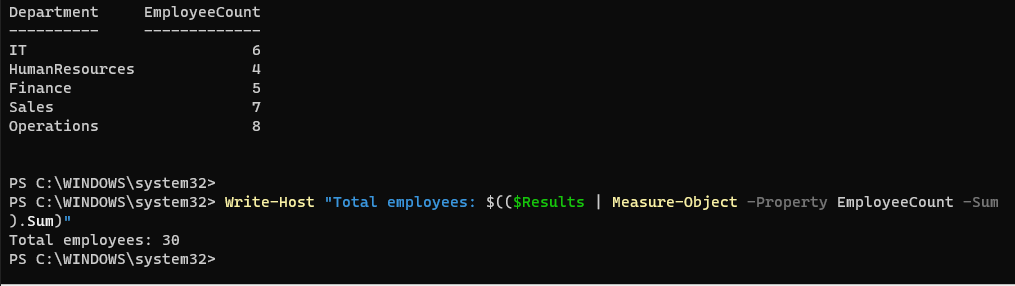 Department     EmployeeCount
----------     -------------
IT                         6
HumanResources             4
Finance                    5
Sales                      7
Operations                 8
PS C:\WINDOWS\system32>
PS C:\WINDOWS\system32> Write-Host "Total employees: $(($Results | Measure-Object -Property EmployeeCount -Sum
).Sum)"
Total employees: 30
PS C:\WINDOWS\system32>